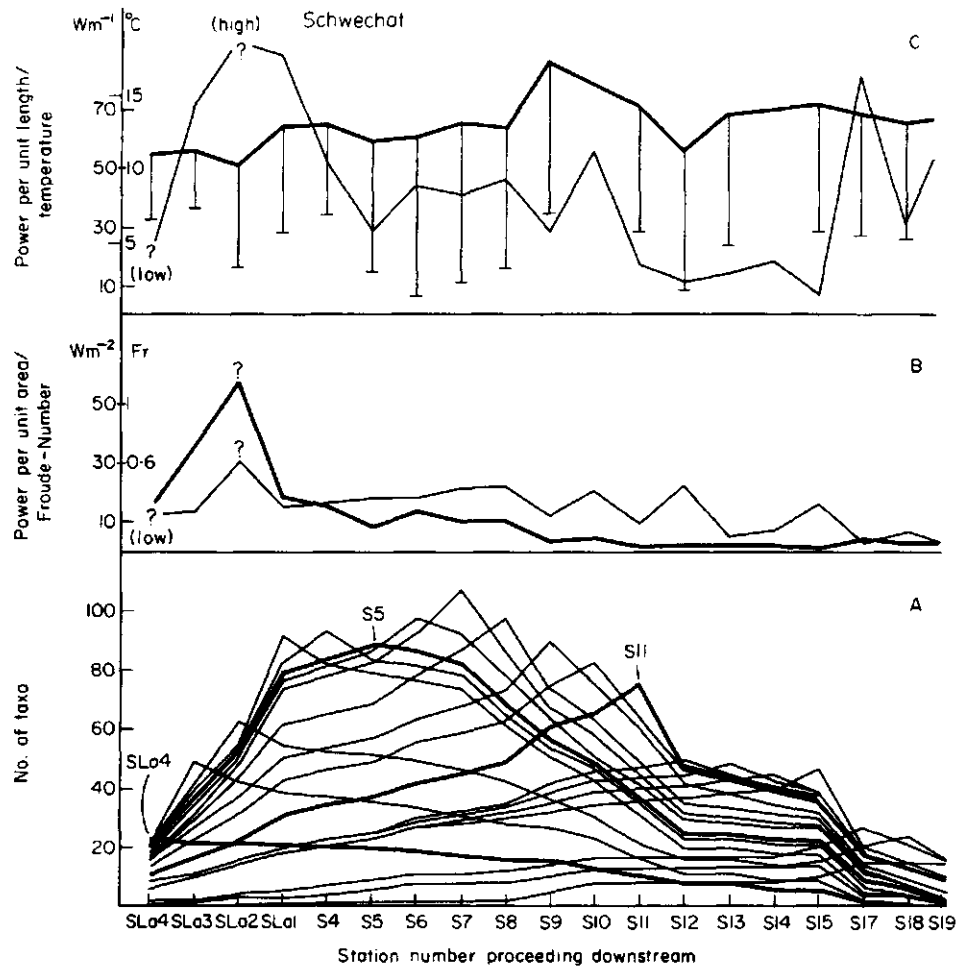 Wm⁻¹ °C (high) Schwechat C
?
70 15
50 10
30
5
?
(low)
10
Power per unit length/
temperature
Wm⁻² Fr B
?
50 1
?
30 0·6
10
?
(low)
Power per unit area/
Froude-Number
A
100
80
60
40
20
No. of taxa
S5
S11
SLa4
SLa4 SLa3 SLa2 SLa1 S4 S5 S6 S7 S8 S9 S10 S11 S12 S13 S14 S15 S17 S18 S19
Station number proceeding downstream